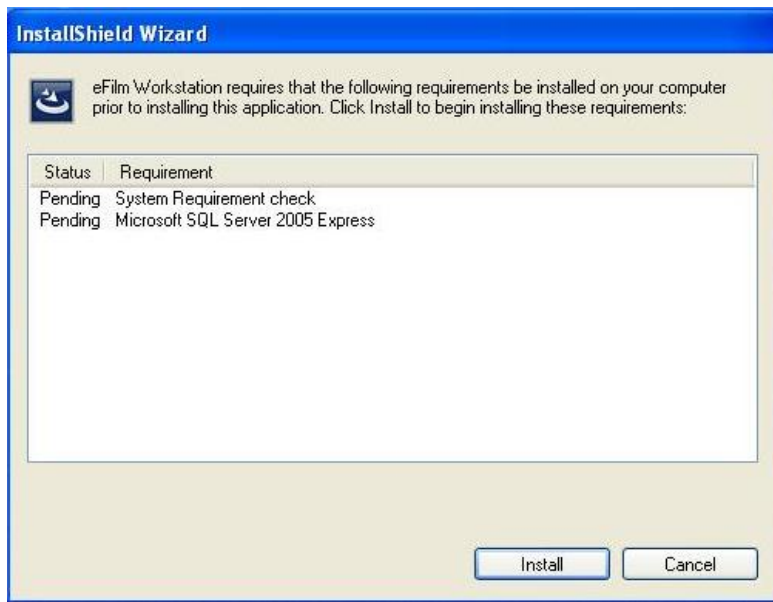 InstallShield Wizard
eFilm Workstation requires that the following requirements be installed on your computer
prior to installing this application. Click Install to begin installing these requirements:
Status Requirement
Pending System Requirement check
Pending Microsoft SQL Server 2005 Express
Install Cancel